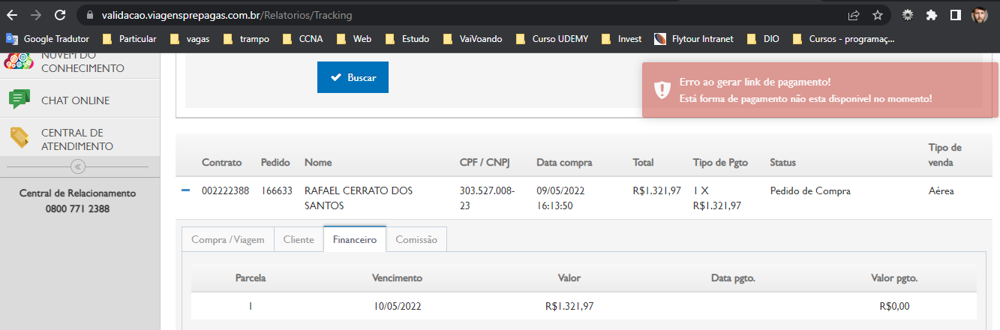 validacao.viagensprepagas.com.br/Relatorios/Tracking
Google Tradutor Particular vagas trampo CCNA Web Estudo VaiVoando Curso UDEMY Invest Flytour Intranet DIO Cursos - programaç...
NUVEM DO
CONHECIMENTO
CHAT ONLINE
CENTRAL DE
ATENDIMENTO
Central de Relacionamento
0800 771 2388
Buscar
Erro ao gerar link de pagamento!
Está forma de pagamento não esta disponivel no momento!
Contrato Pedido Nome CPF / CNPJ Data compra Total Tipo de Pgto Status Tipo de
venda
002222388 166633 RAFAEL CERRATO DOS 303.527.008- 09/05/2022 R$1.321,97 1 X Pedido de Compra Aérea
SANTOS 23 16:13:50 R$1.321,97
Compra / Viagem Cliente Financeiro Comissão
Parcela Vencimento Valor Data pgto. Valor pgto.
1 10/05/2022 R$1.321,97 R$0,00